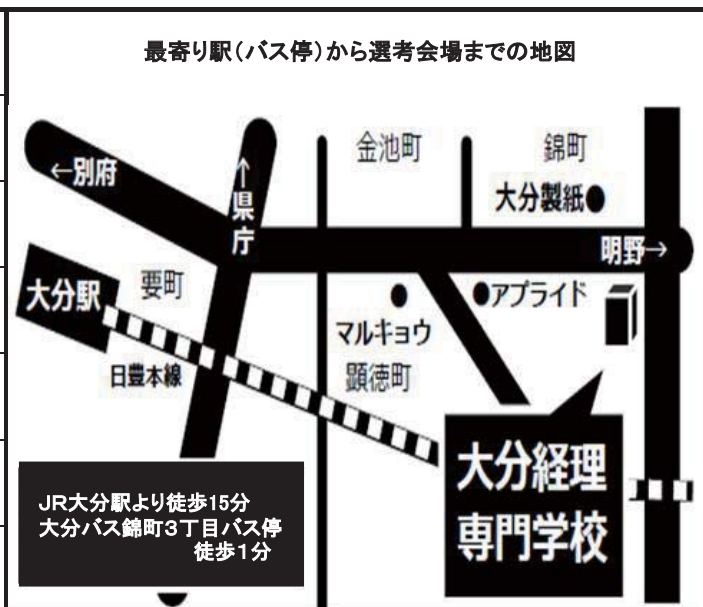 最寄り駅(バス停)から選考会場までの地図
←別府
↑県庁
金池町
錦町
大分製紙●
明野→
大分駅
要町
●アプライド
マルキョウ
顕徳町
日豊本線
大分経理
専門学校
JR大分駅より徒歩15分
大分バス錦町3丁目バス停
徒歩1分